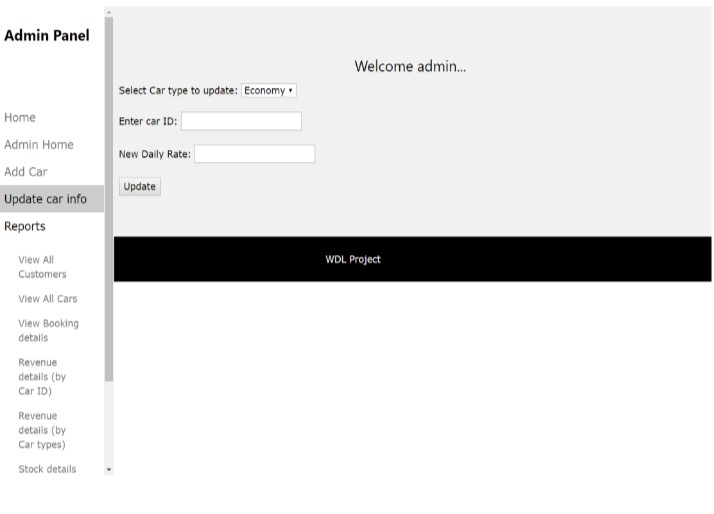 Admin Panel
Home
Admin Home
Add Car
Update car info
Reports
View All
Customers
View All Cars
View Booking
details
Revenue
details (by
Car ID)
Revenue
details (by
Car types)
Stock details
Welcome admin...
Select Car type to update: Economy
Enter car ID:
New Daily Rate:
Update
WDL Project